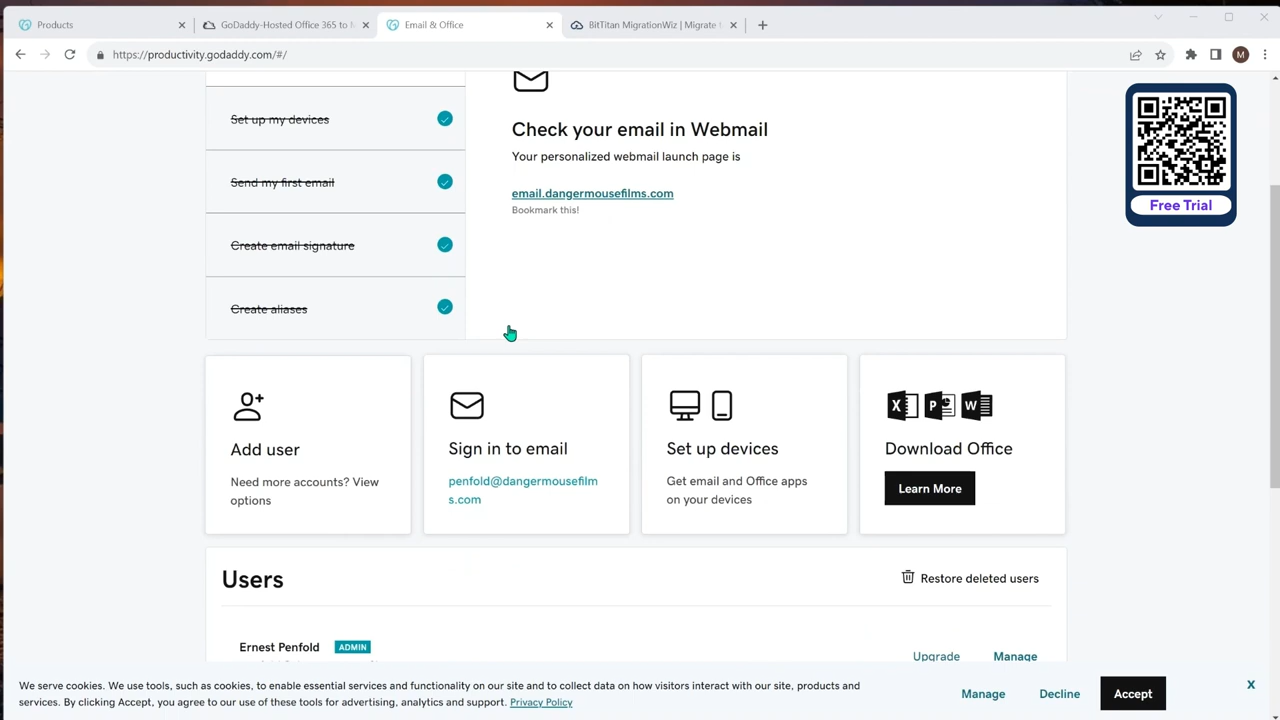 Products
GoDaddy-Hosted Office 365 to M
Email & Office
BitTitan MigrationWiz | Migrate
https://productivity.godaddy.com/#/
M
Set up my devices
Send my first email
Create email signature
Create aliases
Check your email in Webmail
Your personalized webmail launch page is
email.dangermousefilms.com
Bookmark this!
Free Trial
Add user
Need more accounts? View
options
Sign in to email
penfold@dangermousefilm
s.com
Set up devices
Get email and Office apps
on your devices
X P W
Download Office
Learn More
Users
Restore deleted users
Ernest Penfold ADMIN
Upgrade Manage
We serve cookies. We use tools, such as cookies, to enable essential services and functionality on our site and to collect data on how visitors interact with our site, products and
services. By clicking Accept, you agree to our use of these tools for advertising, analytics and support. Privacy Policy
Manage
Decline
Accept
X